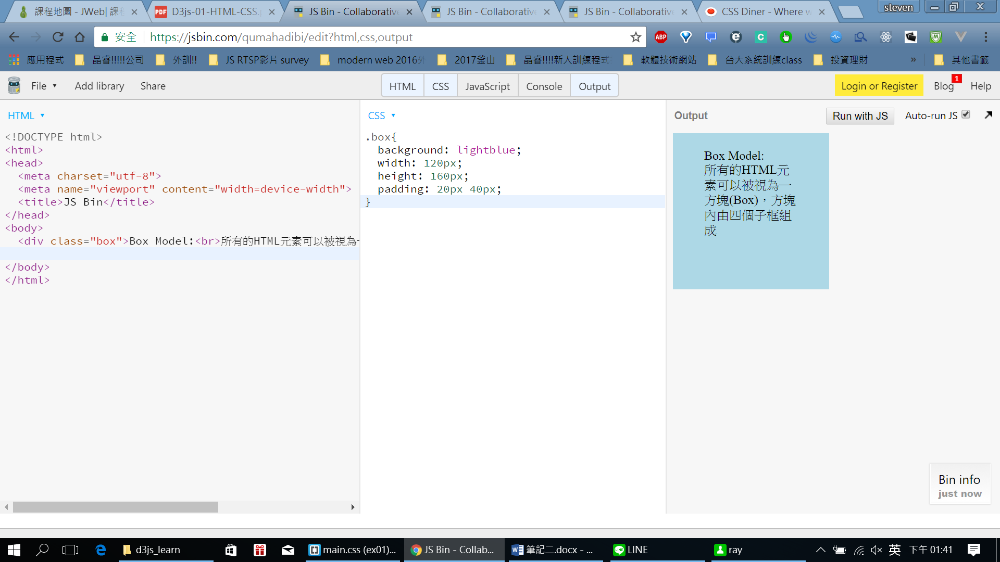 課程地圖 - JWeb| 課
D3js-01-HTML-CSS.
JS Bin - Collaborative
JS Bin - Collaborative
JS Bin - Collaborative
CSS Diner - Where w
steven
安全
https://jsbin.com/qumahadibi/edit?html,css,output
ABP
應用程式
晶睿!!!!!公司
外訓!!
JS RTSP影片 survey
modern web 2016
2017釜山
晶睿!!!!新人訓練程式
軟體技術網站
台大系統訓練class
投資理財
»
其他書籤
File
Add library
Share
HTML
CSS
JavaScript
Console
Output
Login or Register
Blog
1
Help
HTML
<!DOCTYPE html>
<html>
<head>
<meta charset="utf-8">
<meta name="viewport" content="width=device-width">
<title>JS Bin</title>
</head>
<body>
<div class="box">Box Model:<br>所有的HTML元素可以被視為
</body>
</html>
CSS
.box{
background: lightblue;
width: 120px;
height: 160px;
padding: 20px 40px;
}
Output
Run with JS
Auto-run JS
Box Model:
所有的HTML元
素可以被視為一
方塊(Box)，方塊
內由四個子框組
成
Bin info
just now
d3js_learn
main.css (ex01)...
JS Bin - Collab...
筆記二.docx - ...
LINE
ray
英
下午 01:41